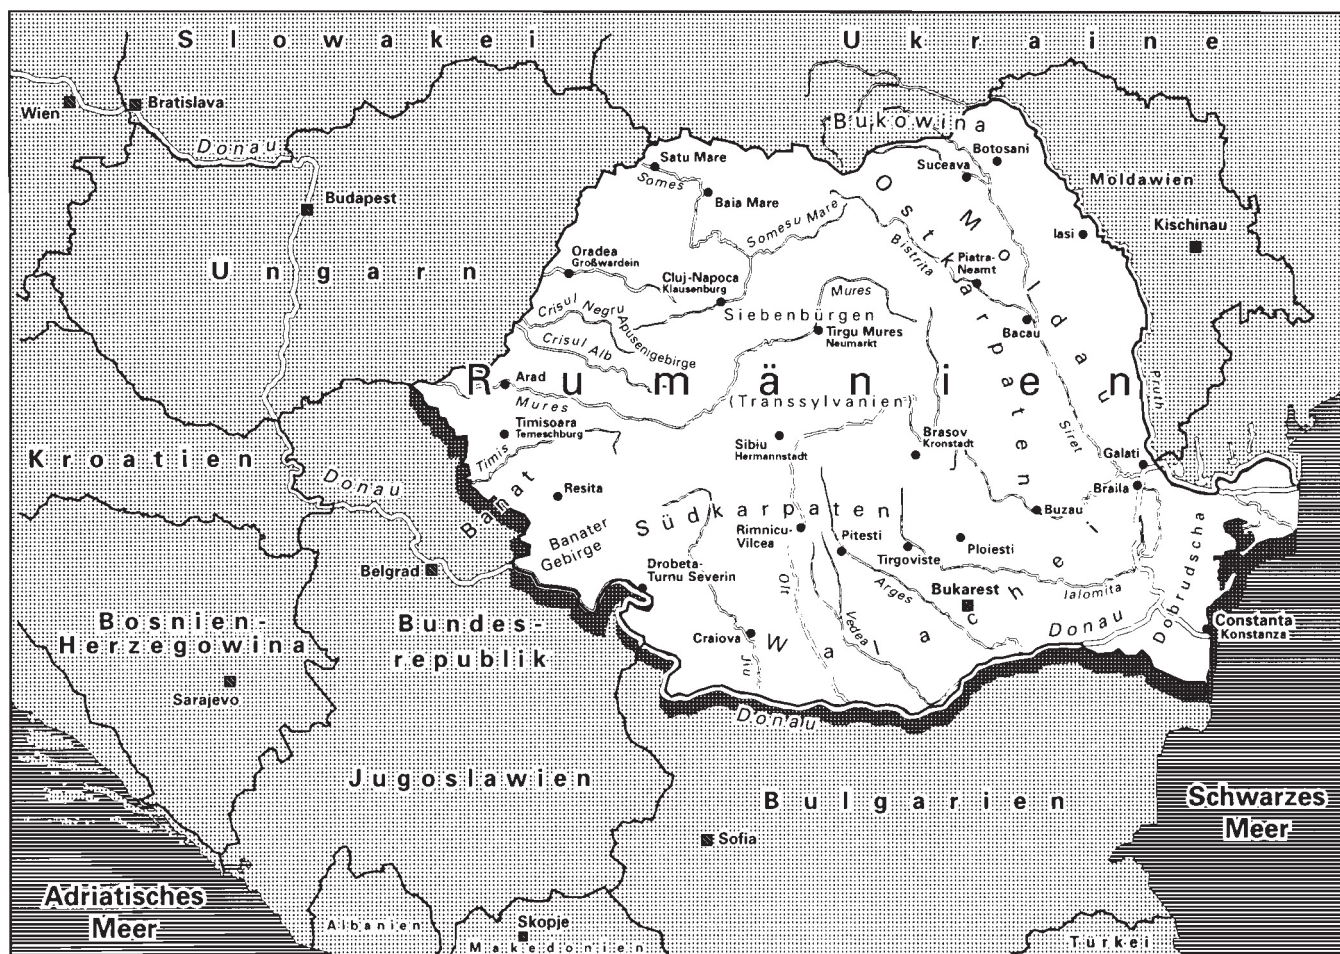 Slowakei
Ukraine
Wien
Bratislava
Donau
Bukowina
Botosani
Satu Mare
Suceava
Somes
Moldawien
Baia Mare
Budapest
Ostkarpaten
Moldau
Somesu Mare
Kischinau
Iasi
Bistrita
Oradea
Großwardein
Piatra-
Neamt
Ungarn
Cluj-Napoca
Klausenburg
Mures
Crisul Negru
Apusenigebirge
Siebenbürgen
Tirgu Mures
Neumarkt
Bacau
Crisul Alb
Rumänien
Arad
Mures
(Transsylvanien)
Pruth
Timisoara
Temeschburg
Siret
Brasov
Kronstadt
Sibiu
Hermannstadt
Kroatien
Timis
Galati
Donau
Braila
Banat
Resita
Südkarpaten
Buzau
Banater
Gebirge
Rimnicu-
Vilcea
Pitesti
Tirgoviste
Ploiesti
Dobrudscha
Belgrad
Drobeta-
Turnu Severin
Olt
Arges
Bukarest
Ialomita
Walachei
Vedea
Donau
Constanta
Konstanza
Bosnien-
Herzegowina
Bundes-
republik
Craiova
Jiu
Sarajevo
Donau
Jugoslawien
Bulgarien
Schwarzes
Meer
Sofia
Adriatisches
Meer
Albanien
Skopje
Makedonien
Türkei